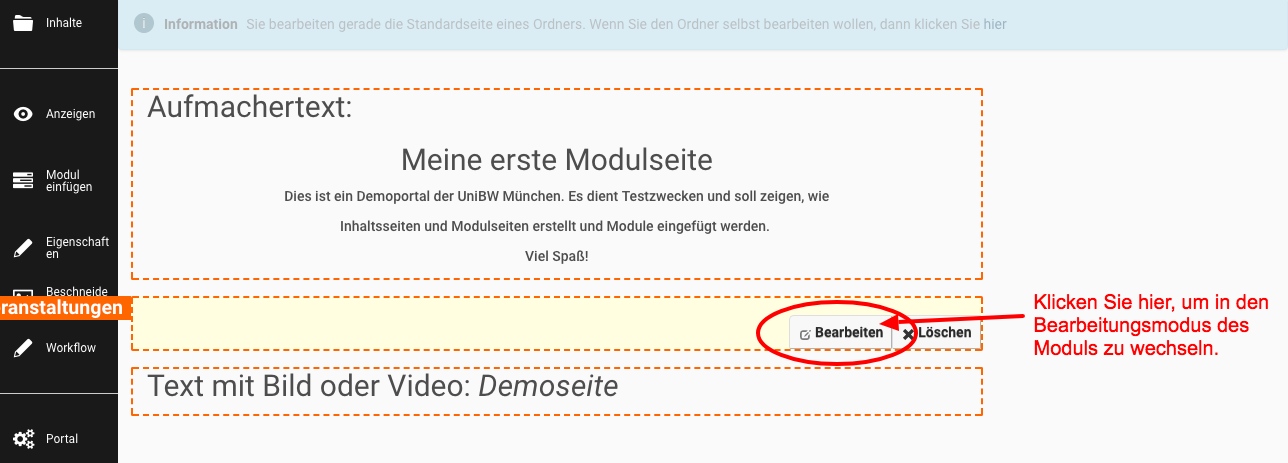 Inhalte
Information Sie bearbeiten gerade die Standardseite eines Ordners. Wenn Sie den Ordner selbst bearbeiten wollen, dann klicken Sie hier
Anzeigen
Modul
einfügen
Eigenschaft
en
Beschneide
ranstaltungen
Workflow
Portal
Aufmachertext:
Meine erste Modulseite
Dies ist ein Demoportal der UniBW München. Es dient Testzwecken und soll zeigen, wie
Inhaltsseiten und Modulseiten erstellt und Module eingefügt werden.
Viel Spaß!
Bearbeiten
Löschen
Klicken Sie hier, um in den
Bearbeitungsmodus des
Moduls zu wechseln.
Text mit Bild oder Video: Demoseite